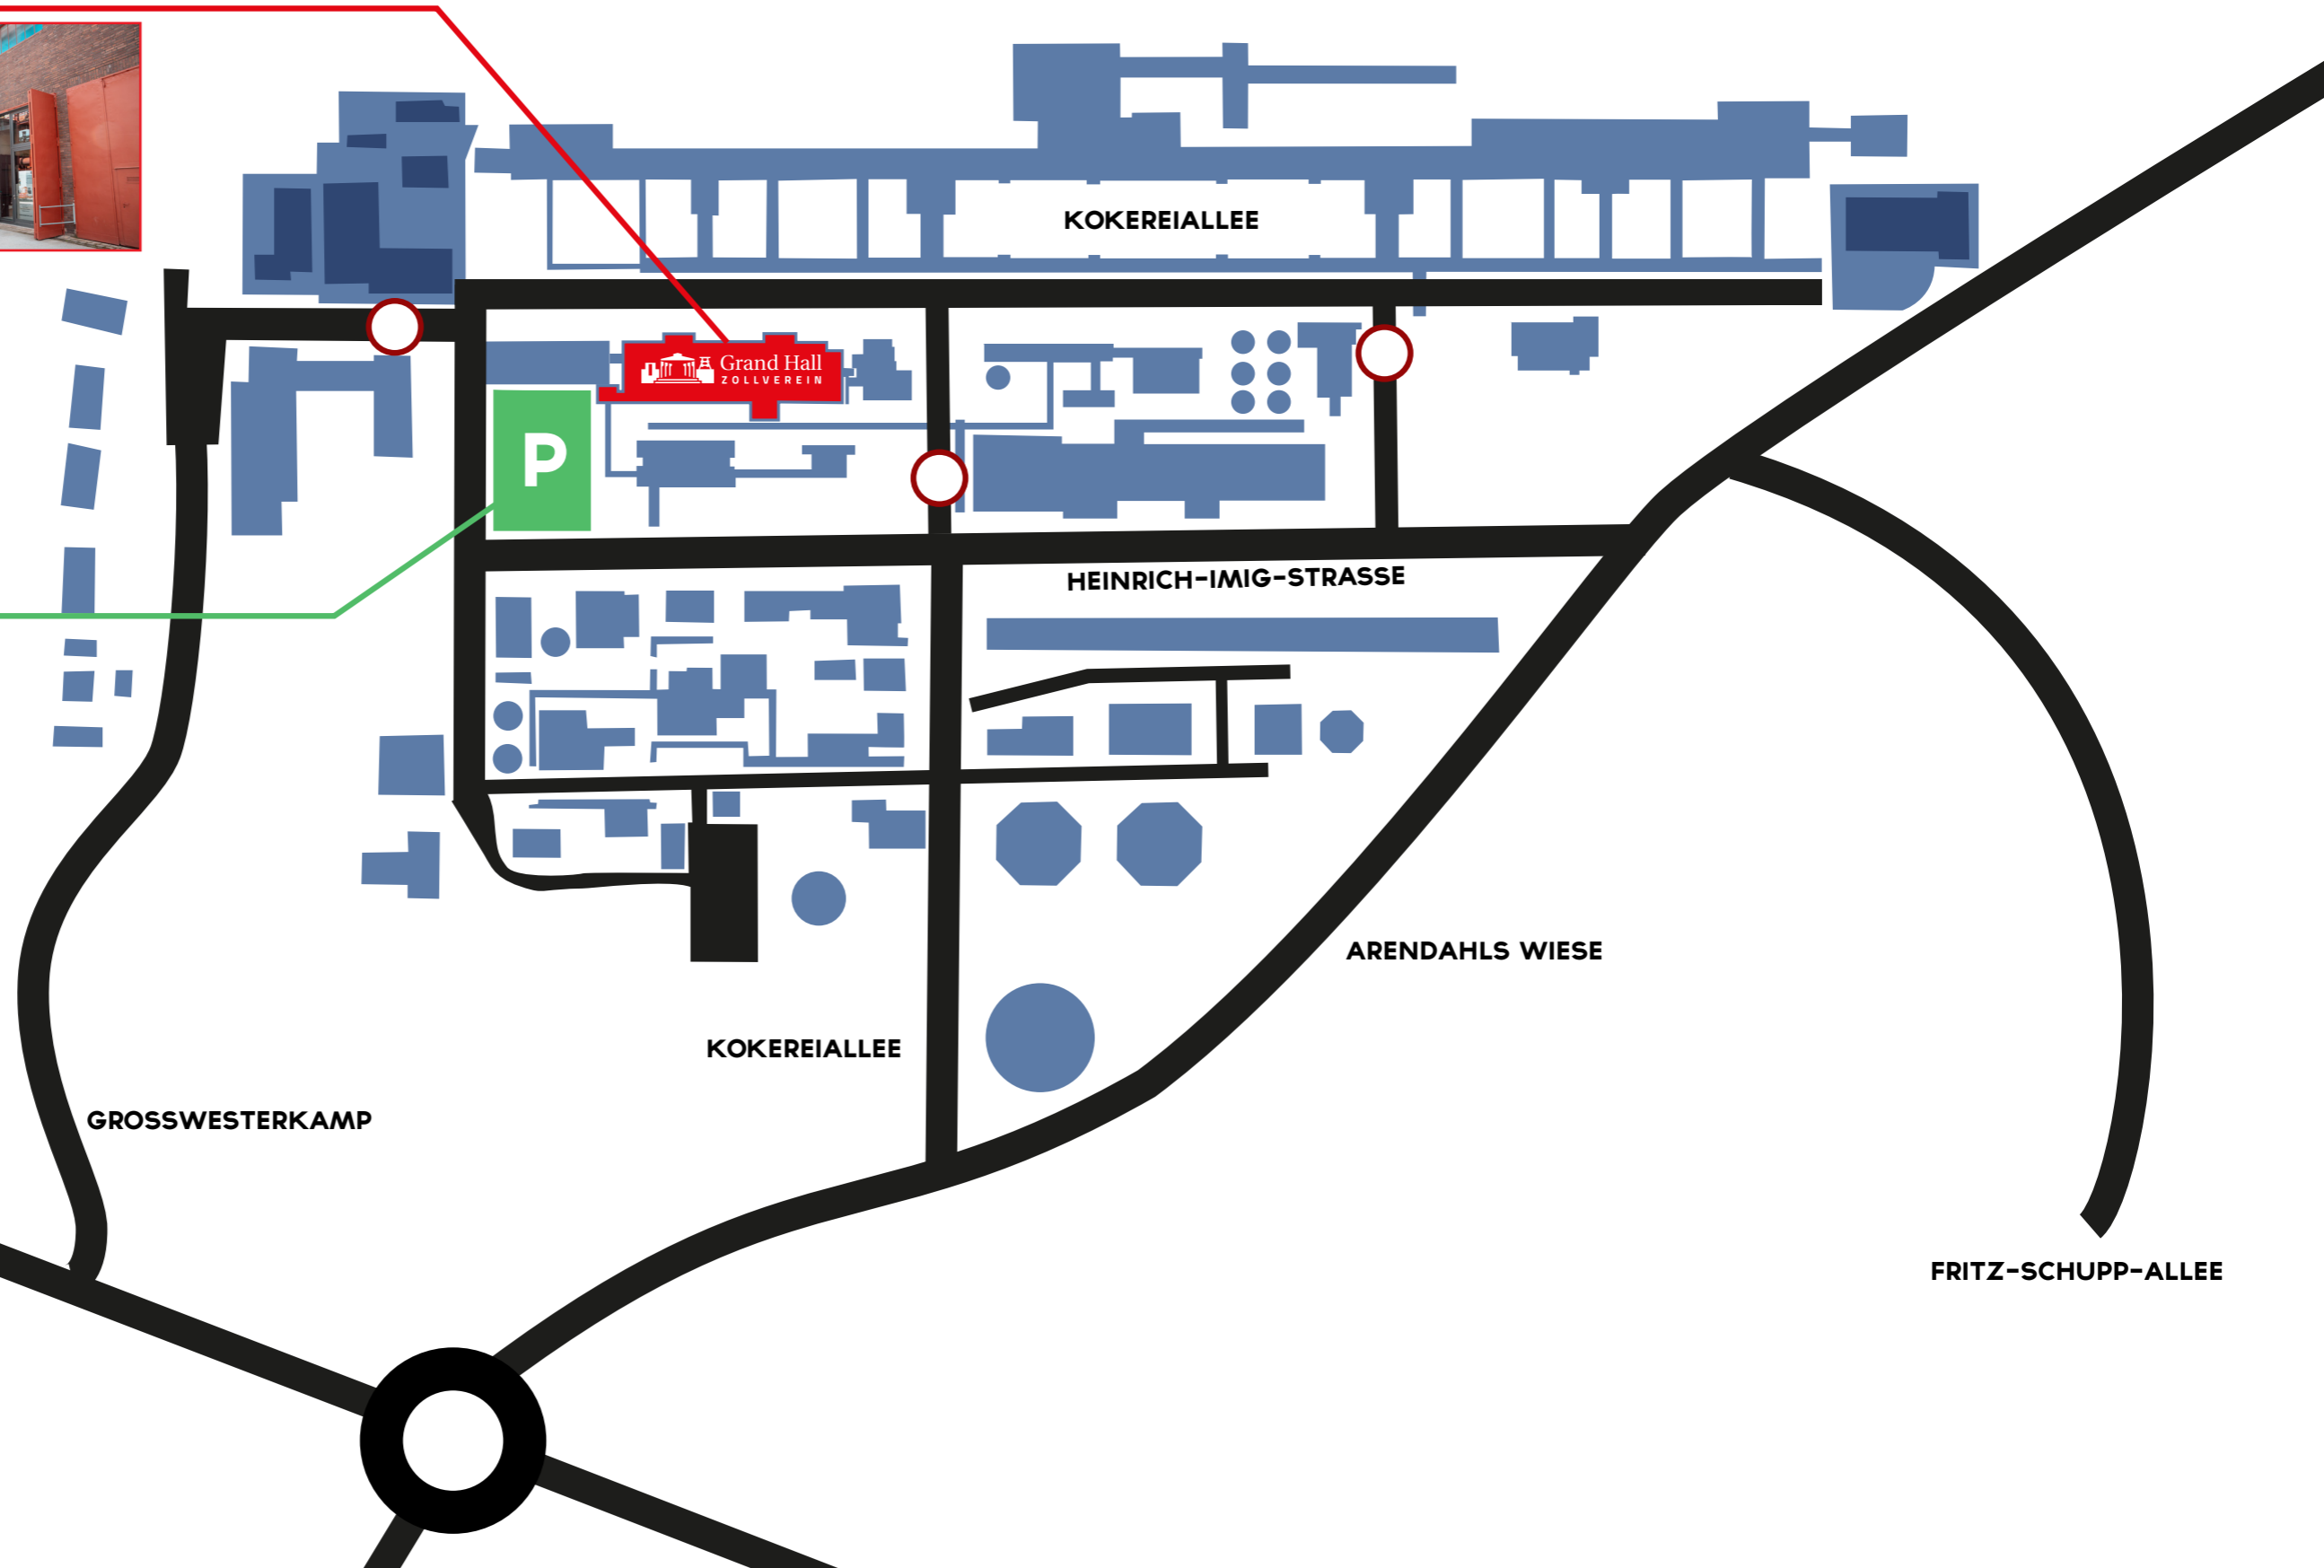 KOKEREIALLEE
Grand Hall
ZOLLVEREIN
P
HEINRICH-IMIG-STRASSE
ARENDAHLS WIESE
KOKEREIALLEE
GROSSWESTERKAMP
FRITZ-SCHUPP-ALLEE